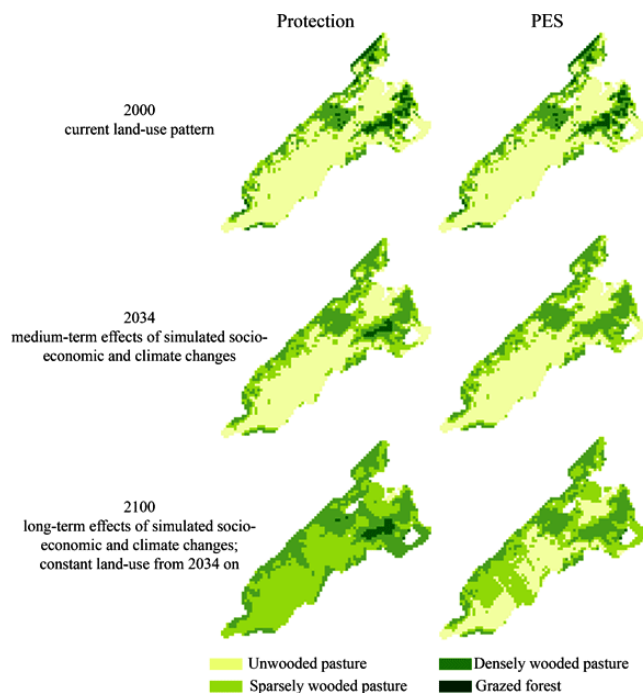 Protection PES
2000
current land-use pattern
2034
medium-term effects of simulated socio-
economic and climate changes
2100
long-term effects of simulated socio-
economic and climate changes;
constant land-use from 2034 on
Unwooded pasture Densely wooded pasture
Sparsely wooded pasture Grazed forest